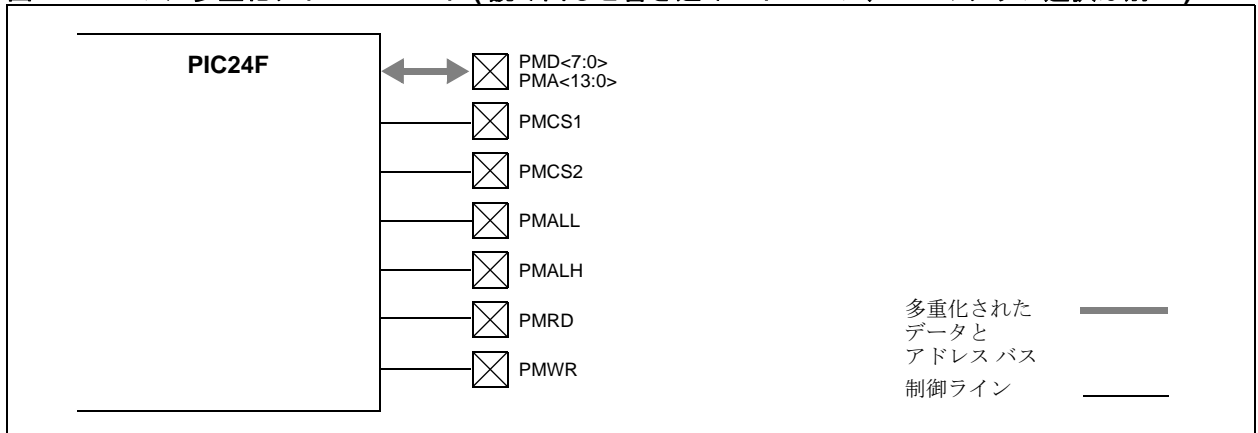 PIC24F
PMD<7:0>
PMA<13:0>
PMCS1
PMCS2
PMALL
PMALH
PMRD
PMWR
多重化された
データと
アドレス バス
制御ライン